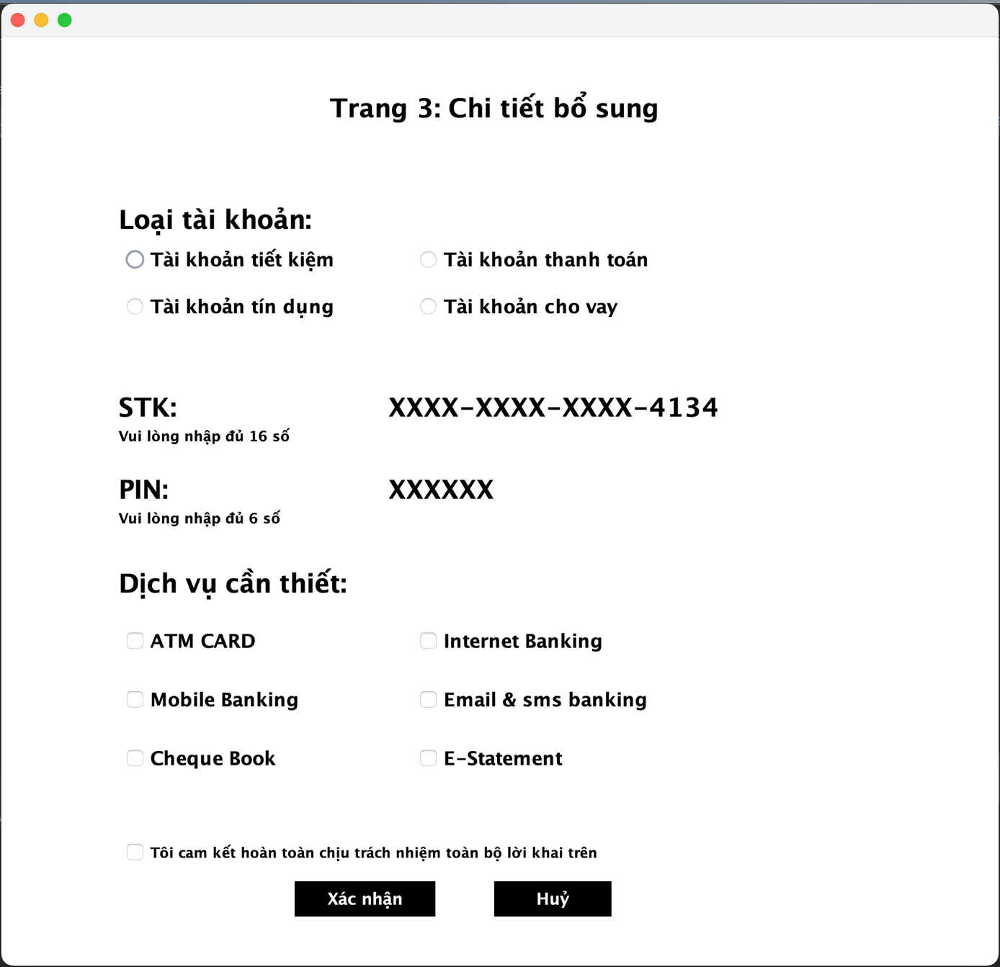 Trang 3: Chi tiết bổ sung
Loại tài khoản:
Tài khoản tiết kiệm Tài khoản thanh toán
Tài khoản tín dụng Tài khoản cho vay
STK: XXXX-XXXX-XXXX-4134
Vui lòng nhập đủ 16 số
PIN: XXXXXX
Vui lòng nhập đủ 6 số
Dịch vụ cần thiết:
ATM CARD Internet Banking
Mobile Banking Email & sms banking
Cheque Book E-Statement
Tôi cam kết hoàn toàn chịu trách nhiệm toàn bộ lời khai trên
Xác nhận Huỷ